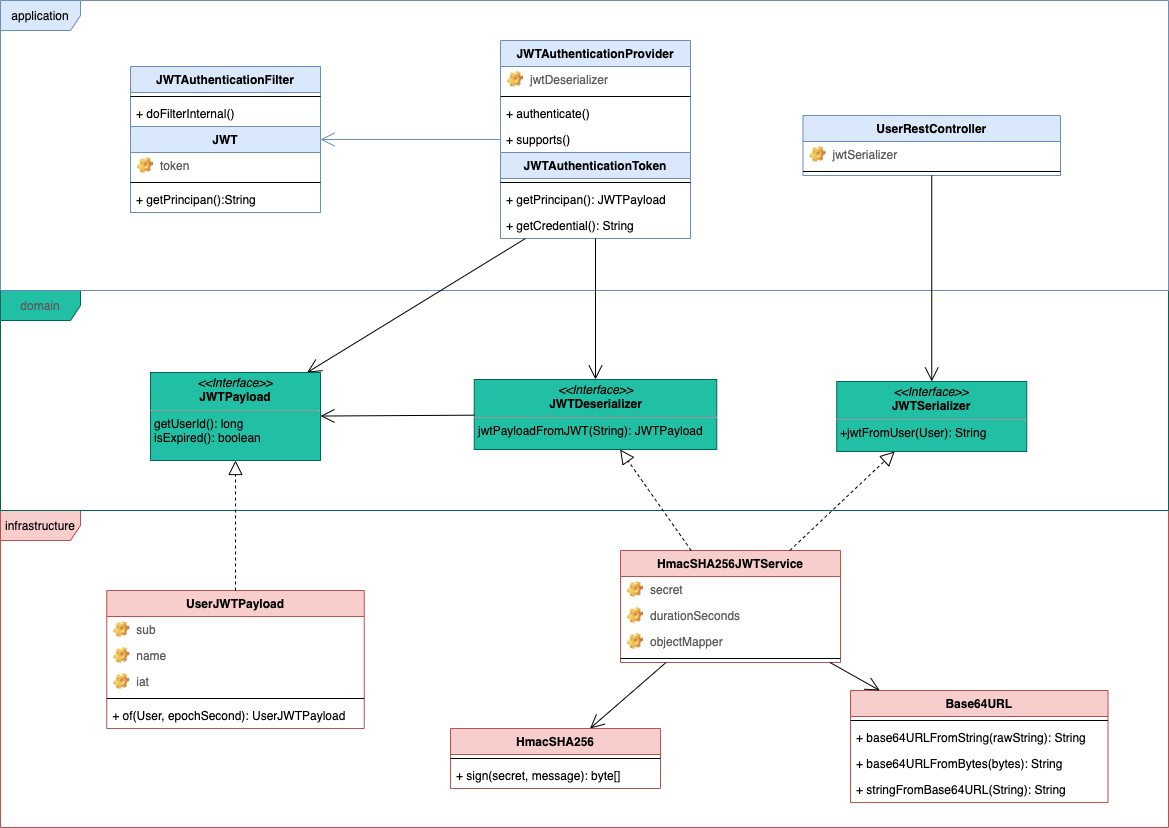 application
JWTAuthenticationFilter
+ doFilterInternal()
JWT
token
+ getPrincipan():String
JWTAuthenticationProvider
jwtDeserializer
+ authenticate()
+ supports()
JWTAuthenticationToken
+ getPrincipan(): JWTPayload
+ getCredential(): String
UserRestController
jwtSerializer
domain
<<Interface>>
JWTPayload
getUserId(): long
isExpired(): boolean
<<Interface>>
JWTDeserializer
jwtPayloadFromJWT(String): JWTPayload
<<Interface>>
JWTSerializer
+jwtFromUser(User): String
infrastructure
UserJWTPayload
sub
name
iat
+ of(User, epochSecond): UserJWTPayload
HmacSHA256JWTService
secret
durationSeconds
objectMapper
HmacSHA256
+ sign(secret, message): byte[]
Base64URL
+ base64URLFromString(rawString): String
+ base64URLFromBytes(bytes): String
+ stringFromBase64URL(String): String